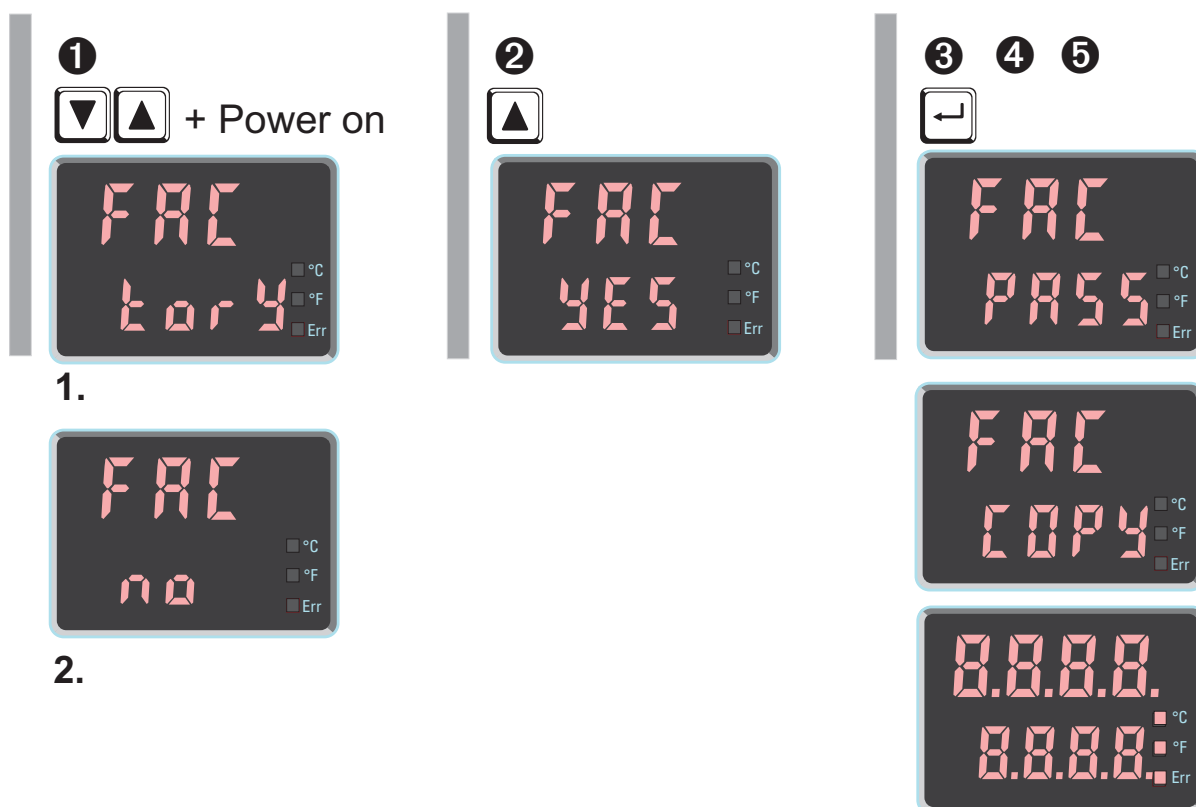 ❶
+ Power on
FAC
torY
°C
°F
Err
1.
FAC
no
°C
°F
Err
2.
❷
FAC
YES
°C
°F
Err
❸ ❹ ❺
FAC
PASS
°C
°F
Err
FAC
COPY
°C
°F
Err
8.8.8.8.
8.8.8.8.
°C
°F
Err